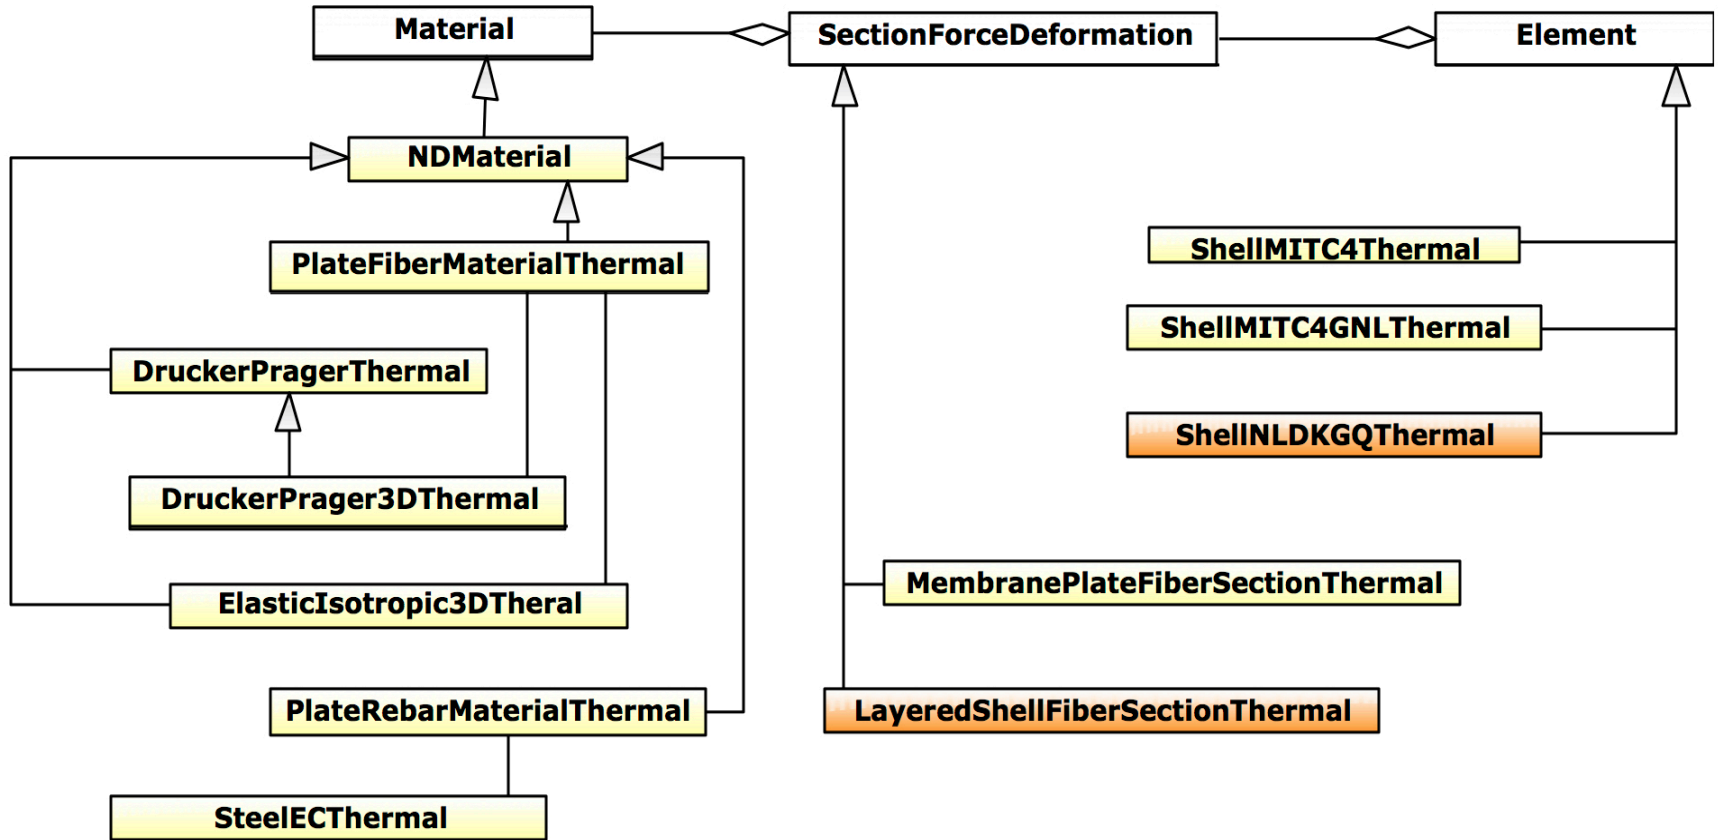 Material
SectionForceDeformation
Element
NDMaterial
PlateFiberMaterialThermal
ShellMITC4Thermal
ShellMITC4GNLThermal
DruckerPragerThermal
ShellNLDKGQThermal
DruckerPrager3DThermal
MembranePlateFiberSectionThermal
ElasticIsotropic3DTheral
PlateRebarMaterialThermal
LayeredShellFiberSectionThermal
SteelECThermal